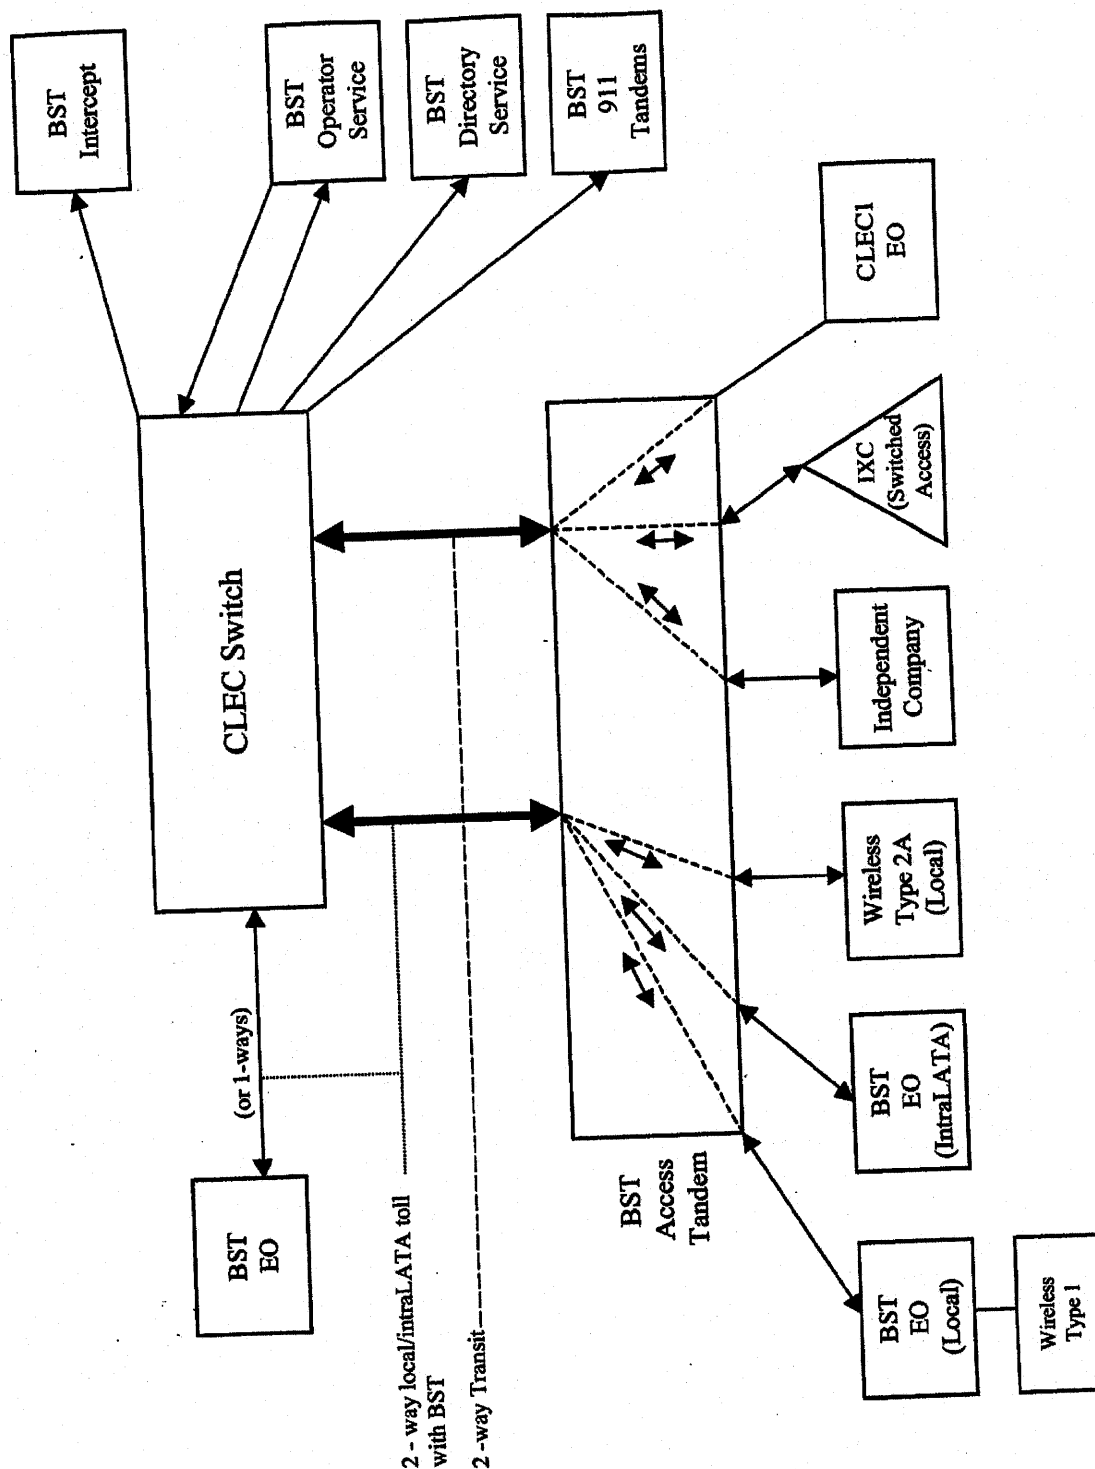 BST
Intercept
BST
Operator
Service
BST
Directory
Service
BST
911
Tandems
CLEC Switch
(or 1-ways)
BST
EO
2 - way local/intraLATA toll
with BST
2 -way Transit
BST
Access
Tandem
CLEC1
EO
IXC
(Switched
Access)
Independent
Company
Wireless
Type 2A
(Local)
BST
EO
(IntraLATA)
BST
EO
(Local)
Wireless
Type 1